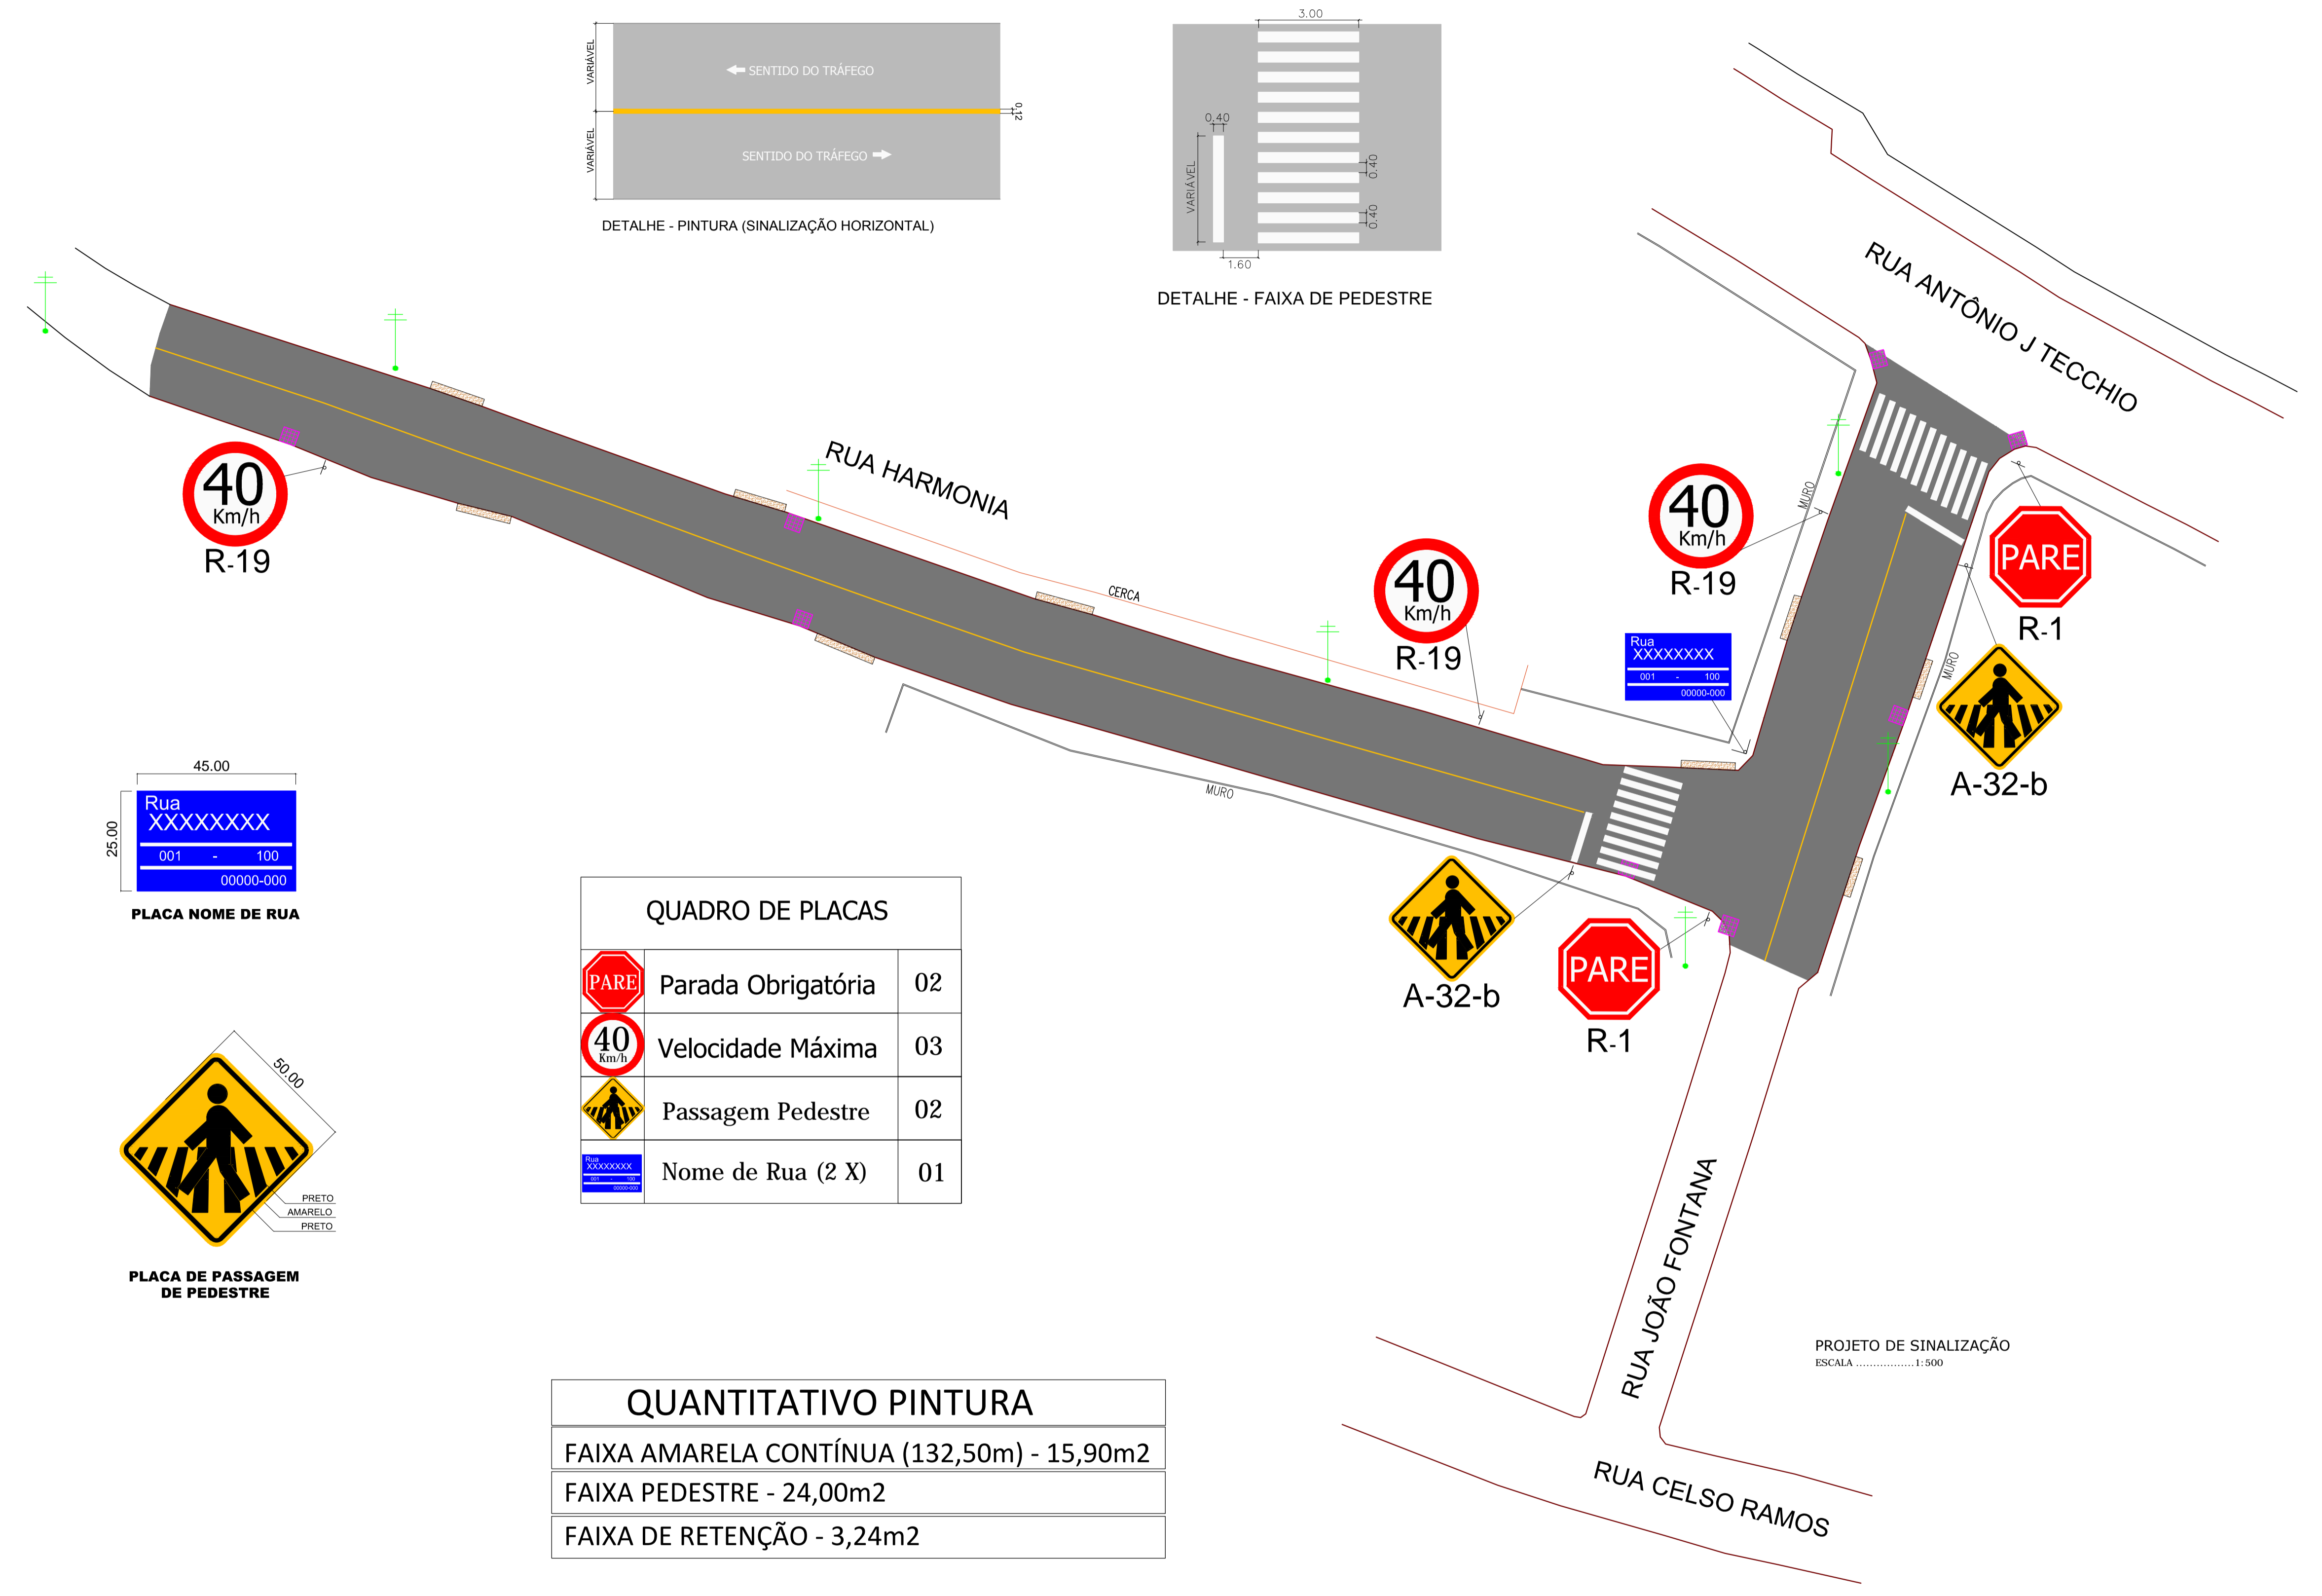 3.00
VARIÁVEL
SENTIDO DO TRÁFEGO
0.12
VARIÁVEL
SENTIDO DO TRÁFEGO
DETALHE - PINTURA (SINALIZAÇÃO HORIZONTAL)
0.40
VARIÁVEL
0.40
0.40
1.60
DETALHE - FAIXA DE PEDESTRE
RUA ANTÔNIO J TECCHIO
RUA HARMONIA
40
Km/h
R-19
CERCA
40
Km/h
R-19
40
Km/h
R-19
MURO
PARE
R-1
Rua
XXXXXXXX
001 - 100
00000-000
MURO
A-32-b
MURO
A-32-b
PARE
R-1
45.00
25.00
Rua
XXXXXXXX
001 - 100
00000-000
PLACA NOME DE RUA
50.00
PRETO
AMARELO
PRETO
PLACA DE PASSAGEM
DE PEDESTRE
QUADRO DE PLACAS
PARE Parada Obrigatória 02
40
Km/h
Velocidade Máxima 03
Passagem Pedestre 02
Rua
XXXXXXXX
001 - 100
00000-000
Nome de Rua (2 X) 01
RUA JOÃO FONTANA
PROJETO DE SINALIZAÇÃO
ESCALA .................1:500
QUANTITATIVO PINTURA
FAIXA AMARELA CONTÍNUA (132,50m) - 15,90m2
FAIXA PEDESTRE - 24,00m2
FAIXA DE RETENÇÃO - 3,24m2
RUA CELSO RAMOS